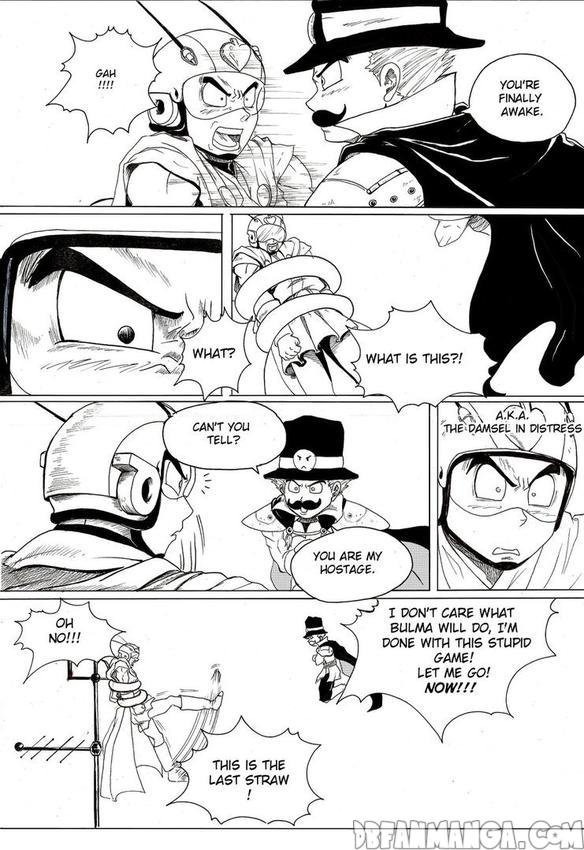 GAH
!!!!
YOU'RE
FINALLY
AWAKE.
WHAT?
WHAT IS THIS?!
CAN'T YOU
TELL?
YOU ARE MY
HOSTAGE.
A.K.A.
THE DAMSEL IN DISTRESS
OH
NO!!!
I DON'T CARE WHAT
BULMA WILL DO, I'M
DONE WITH THIS STUPID
GAME!
LET ME GO!
NOW!!!
THIS IS THE
LAST STRAW
!
DBFANMANGA.COM